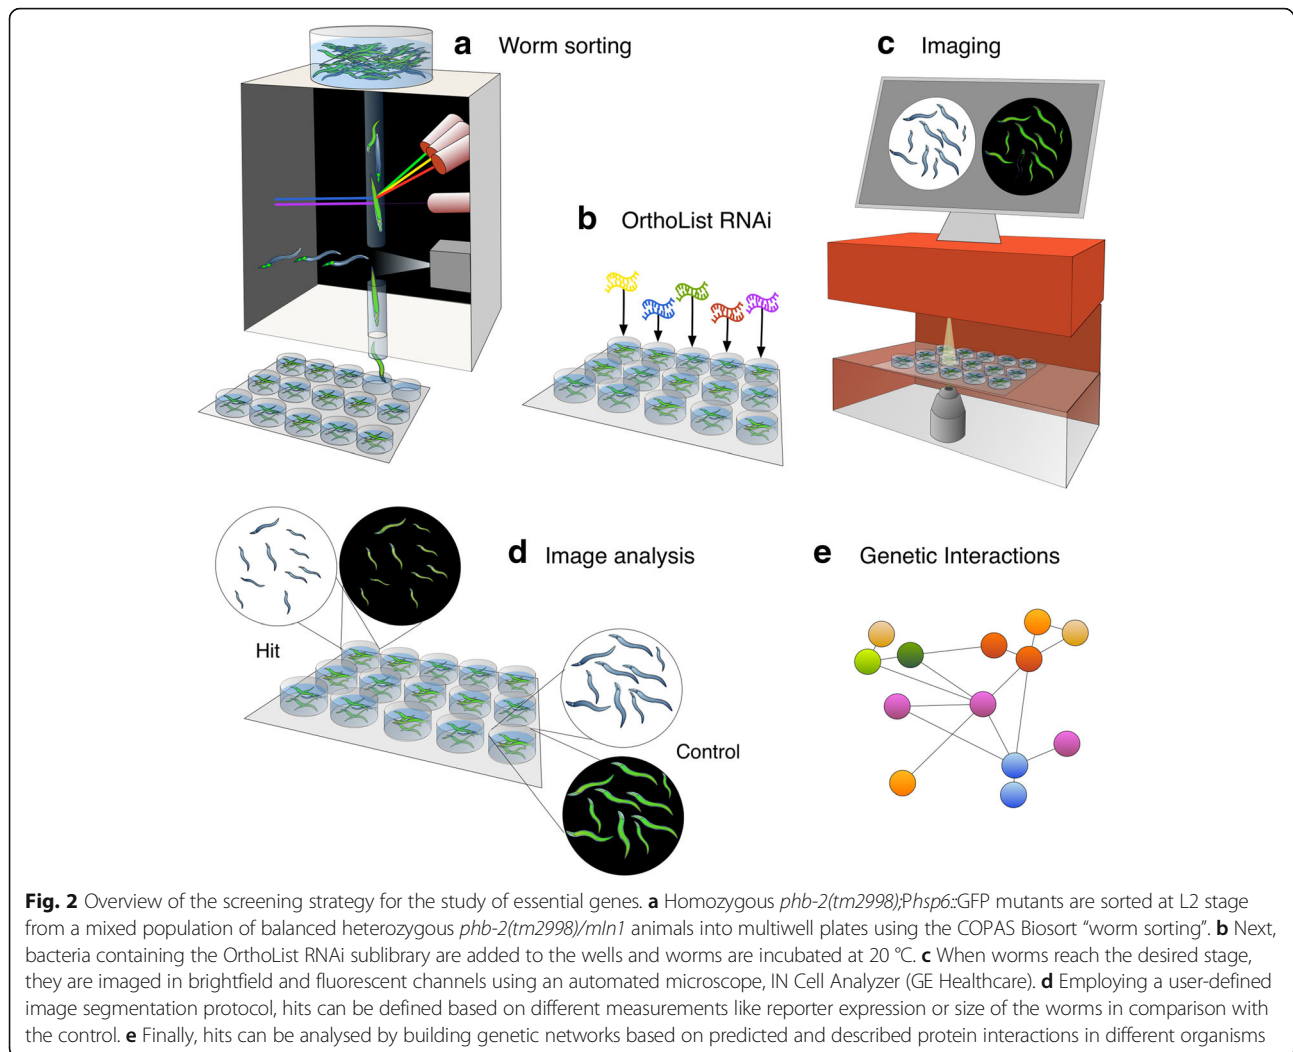 a Worm sorting
b OrthoList RNAi
c Imaging
d Image analysis
Hit
Control
e Genetic Interactions
Fig. 2 Overview of the screening strategy for the study of essential genes. a Homozygous phb-2(tm2998);Phsp6::GFP mutants are sorted at L2 stage
from a mixed population of balanced heterozygous phb-2(tm2998)/mIn1 animals into multiwell plates using the COPAS Biosort “worm sorting”. b Next,
bacteria containing the OrthoList RNAi sublibrary are added to the wells and worms are incubated at 20 °C. c When worms reach the desired stage,
they are imaged in brightfield and fluorescent channels using an automated microscope, IN Cell Analyzer (GE Healthcare). d Employing a user-defined
image segmentation protocol, hits can be defined based on different measurements like reporter expression or size of the worms in comparison with
the control. e Finally, hits can be analysed by building genetic networks based on predicted and described protein interactions in different organisms